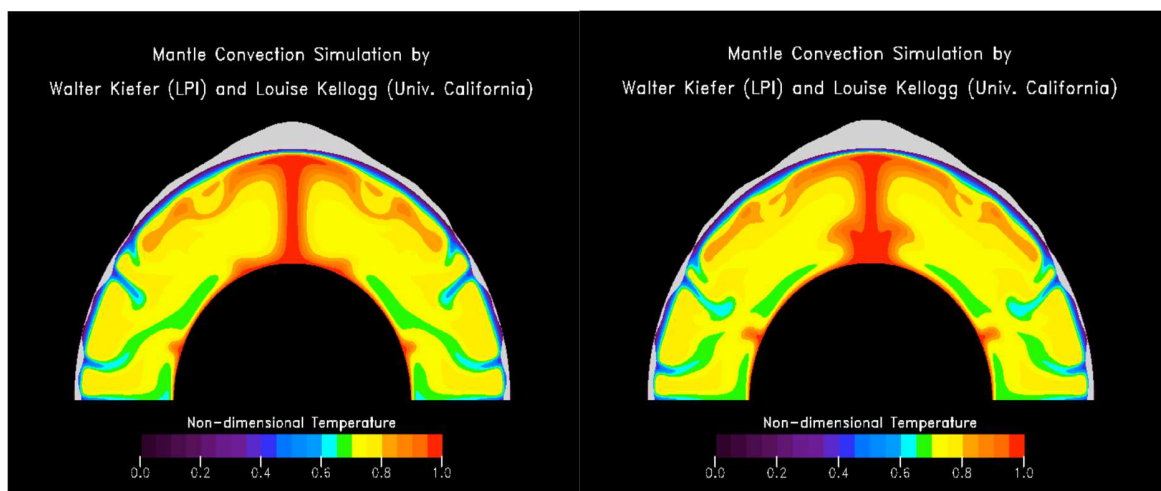 Mantle Convection Simulation by
Walter Kiefer (LPI) and Louise Kellogg (Univ. California)
Non-dimensional Temperature
0.0 0.2 0.4 0.6 0.8 1.0
Mantle Convection Simulation by
Walter Kiefer (LPI) and Louise Kellogg (Univ. California)
Non-dimensional Temperature
0.0 0.2 0.4 0.6 0.8 1.0